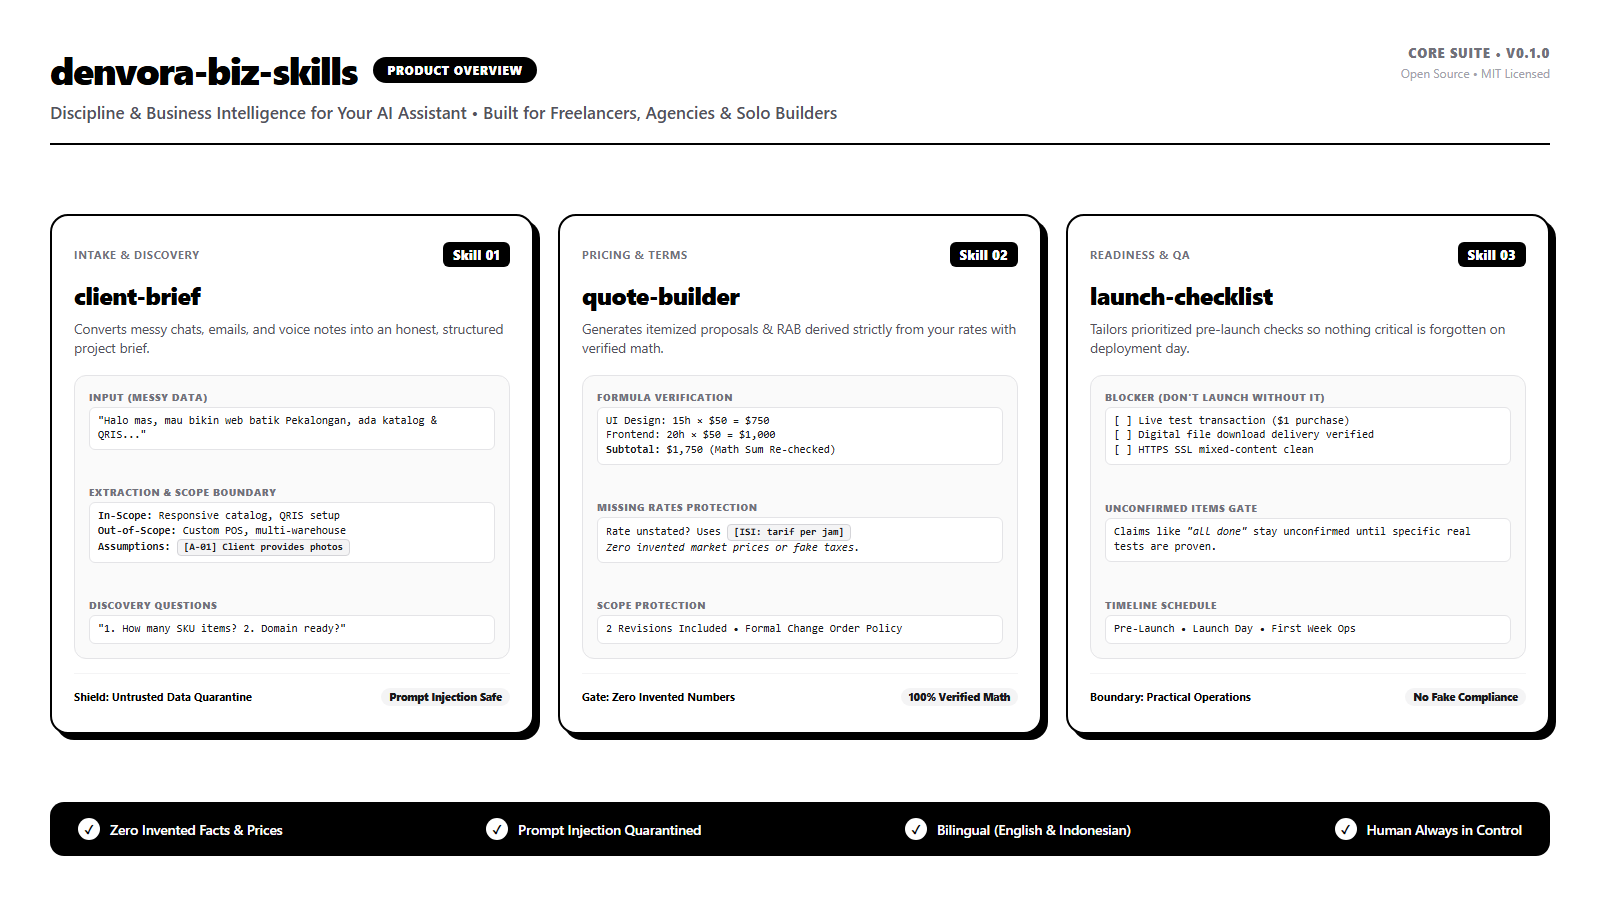 denvora-biz-skills
PRODUCT OVERVIEW
CORE SUITE • V0.1.0
Open Source • MIT Licensed
Discipline & Business Intelligence for Your AI Assistant • Built for Freelancers, Agencies & Solo Builders
INTAKE & DISCOVERY
Skill 01
client-brief
Converts messy chats, emails, and voice notes into an honest, structured
project brief.
INPUT (MESSY DATA)
"Halo mas, mau bikin web batik Pekalongan, ada katalog &
QRIS..."
EXTRACTION & SCOPE BOUNDARY
In-Scope: Responsive catalog, QRIS setup
Out-of-Scope: Custom POS, multi-warehouse
Assumptions: [A-01] Client provides photos
DISCOVERY QUESTIONS
"1. How many SKU items? 2. Domain ready?"
Shield: Untrusted Data Quarantine
Prompt Injection Safe
PRICING & TERMS
Skill 02
quote-builder
Generates itemized proposals & RAB derived strictly from your rates with
verified math.
FORMULA VERIFICATION
UI Design: 15h × $50 = $750
Frontend: 20h × $50 = $1,000
Subtotal: $1,750 (Math Sum Re-checked)
MISSING RATES PROTECTION
Rate unstated? Uses [ISI: tarif per jam]
Zero invented market prices or fake taxes.
SCOPE PROTECTION
2 Revisions Included • Formal Change Order Policy
Gate: Zero Invented Numbers
100% Verified Math
READINESS & QA
Skill 03
launch-checklist
Tailors prioritized pre-launch checks so nothing critical is forgotten on
deployment day.
BLOCKER (DON'T LAUNCH WITHOUT IT)
[ ] Live test transaction ($1 purchase)
[ ] Digital file download delivery verified
[ ] HTTPS SSL mixed-content clean
UNCONFIRMED ITEMS GATE
Claims like "all done" stay unconfirmed until specific real
tests are proven.
TIMELINE SCHEDULE
Pre-Launch • Launch Day • First Week Ops
Boundary: Practical Operations
No Fake Compliance
✓ Zero Invented Facts & Prices
✓ Prompt Injection Quarantined
✓ Bilingual (English & Indonesian)
✓ Human Always in Control